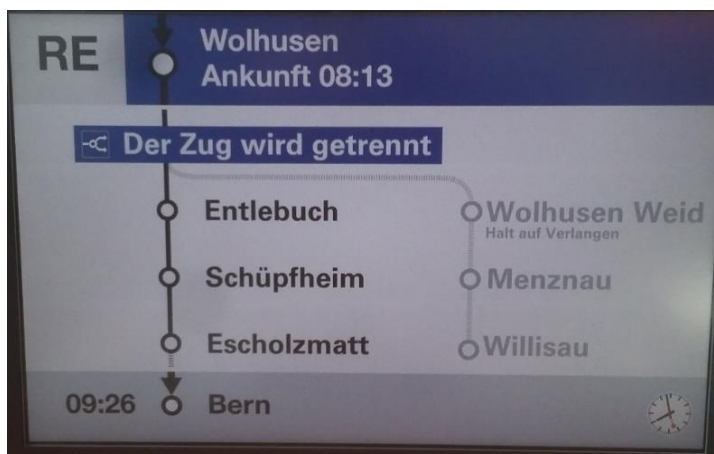 RE
Wolhusen
Ankunft 08:13
Der Zug wird getrennt
Entlebuch
Wolhusen Weid
Halt auf Verlangen
Schüpfheim
Menznau
Escholzmatt
Willisau
09:26 Bern